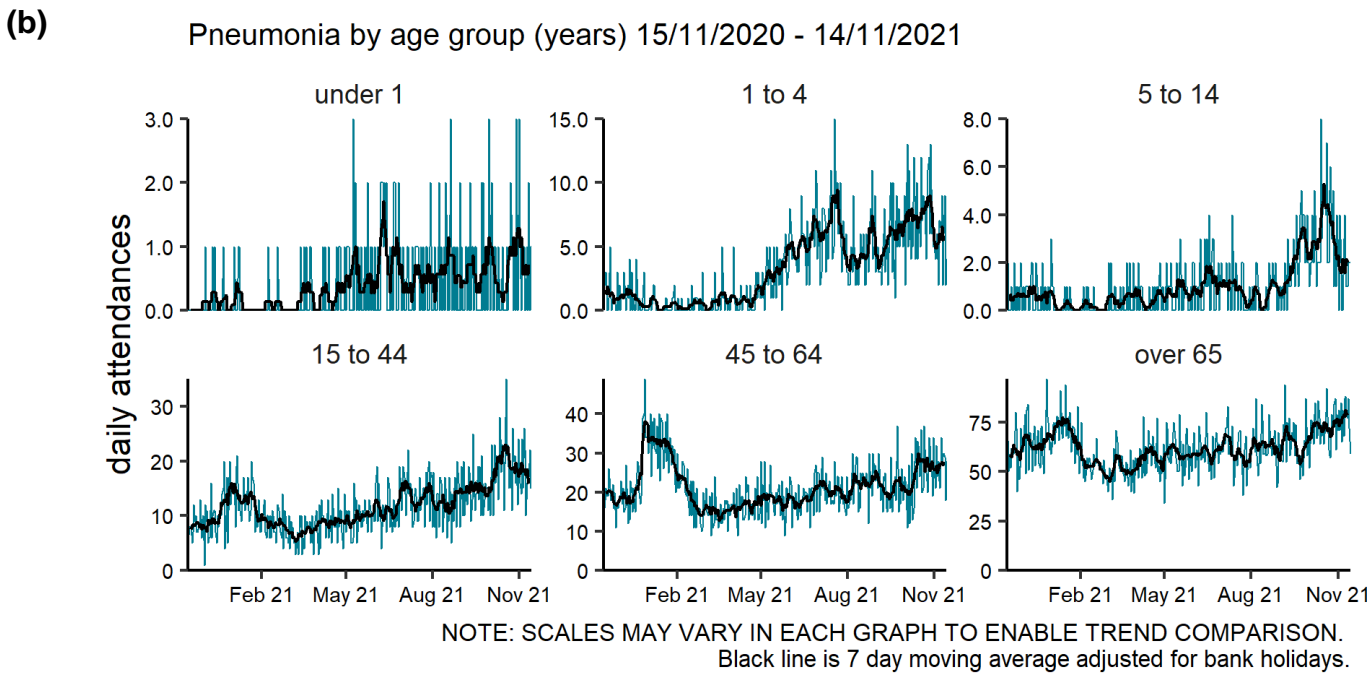 (b)
Pneumonia by age group (years) 15/11/2020 - 14/11/2021
daily attendances
under 1
3.0
2.0
1.0
0.0
1 to 4
15.0
10.0
5.0
0.0
5 to 14
8.0
6.0
4.0
2.0
0.0
15 to 44
30
20
10
0
Feb 21 May 21 Aug 21 Nov 21
45 to 64
40
30
20
10
0
Feb 21 May 21 Aug 21 Nov 21
over 65
75
50
25
0
Feb 21 May 21 Aug 21 Nov 21
NOTE: SCALES MAY VARY IN EACH GRAPH TO ENABLE TREND COMPARISON.
Black line is 7 day moving average adjusted for bank holidays.